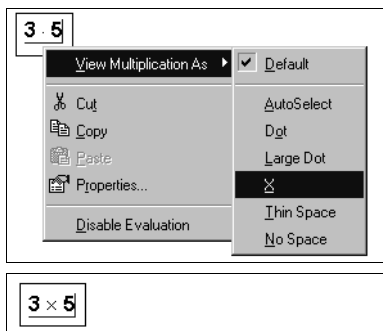 3 · 5
View Multiplication As
Default
Cut
Copy
Paste
Properties...
Disable Evaluation
AutoSelect
Dot
Large Dot
X
Thin Space
No Space
3 × 5